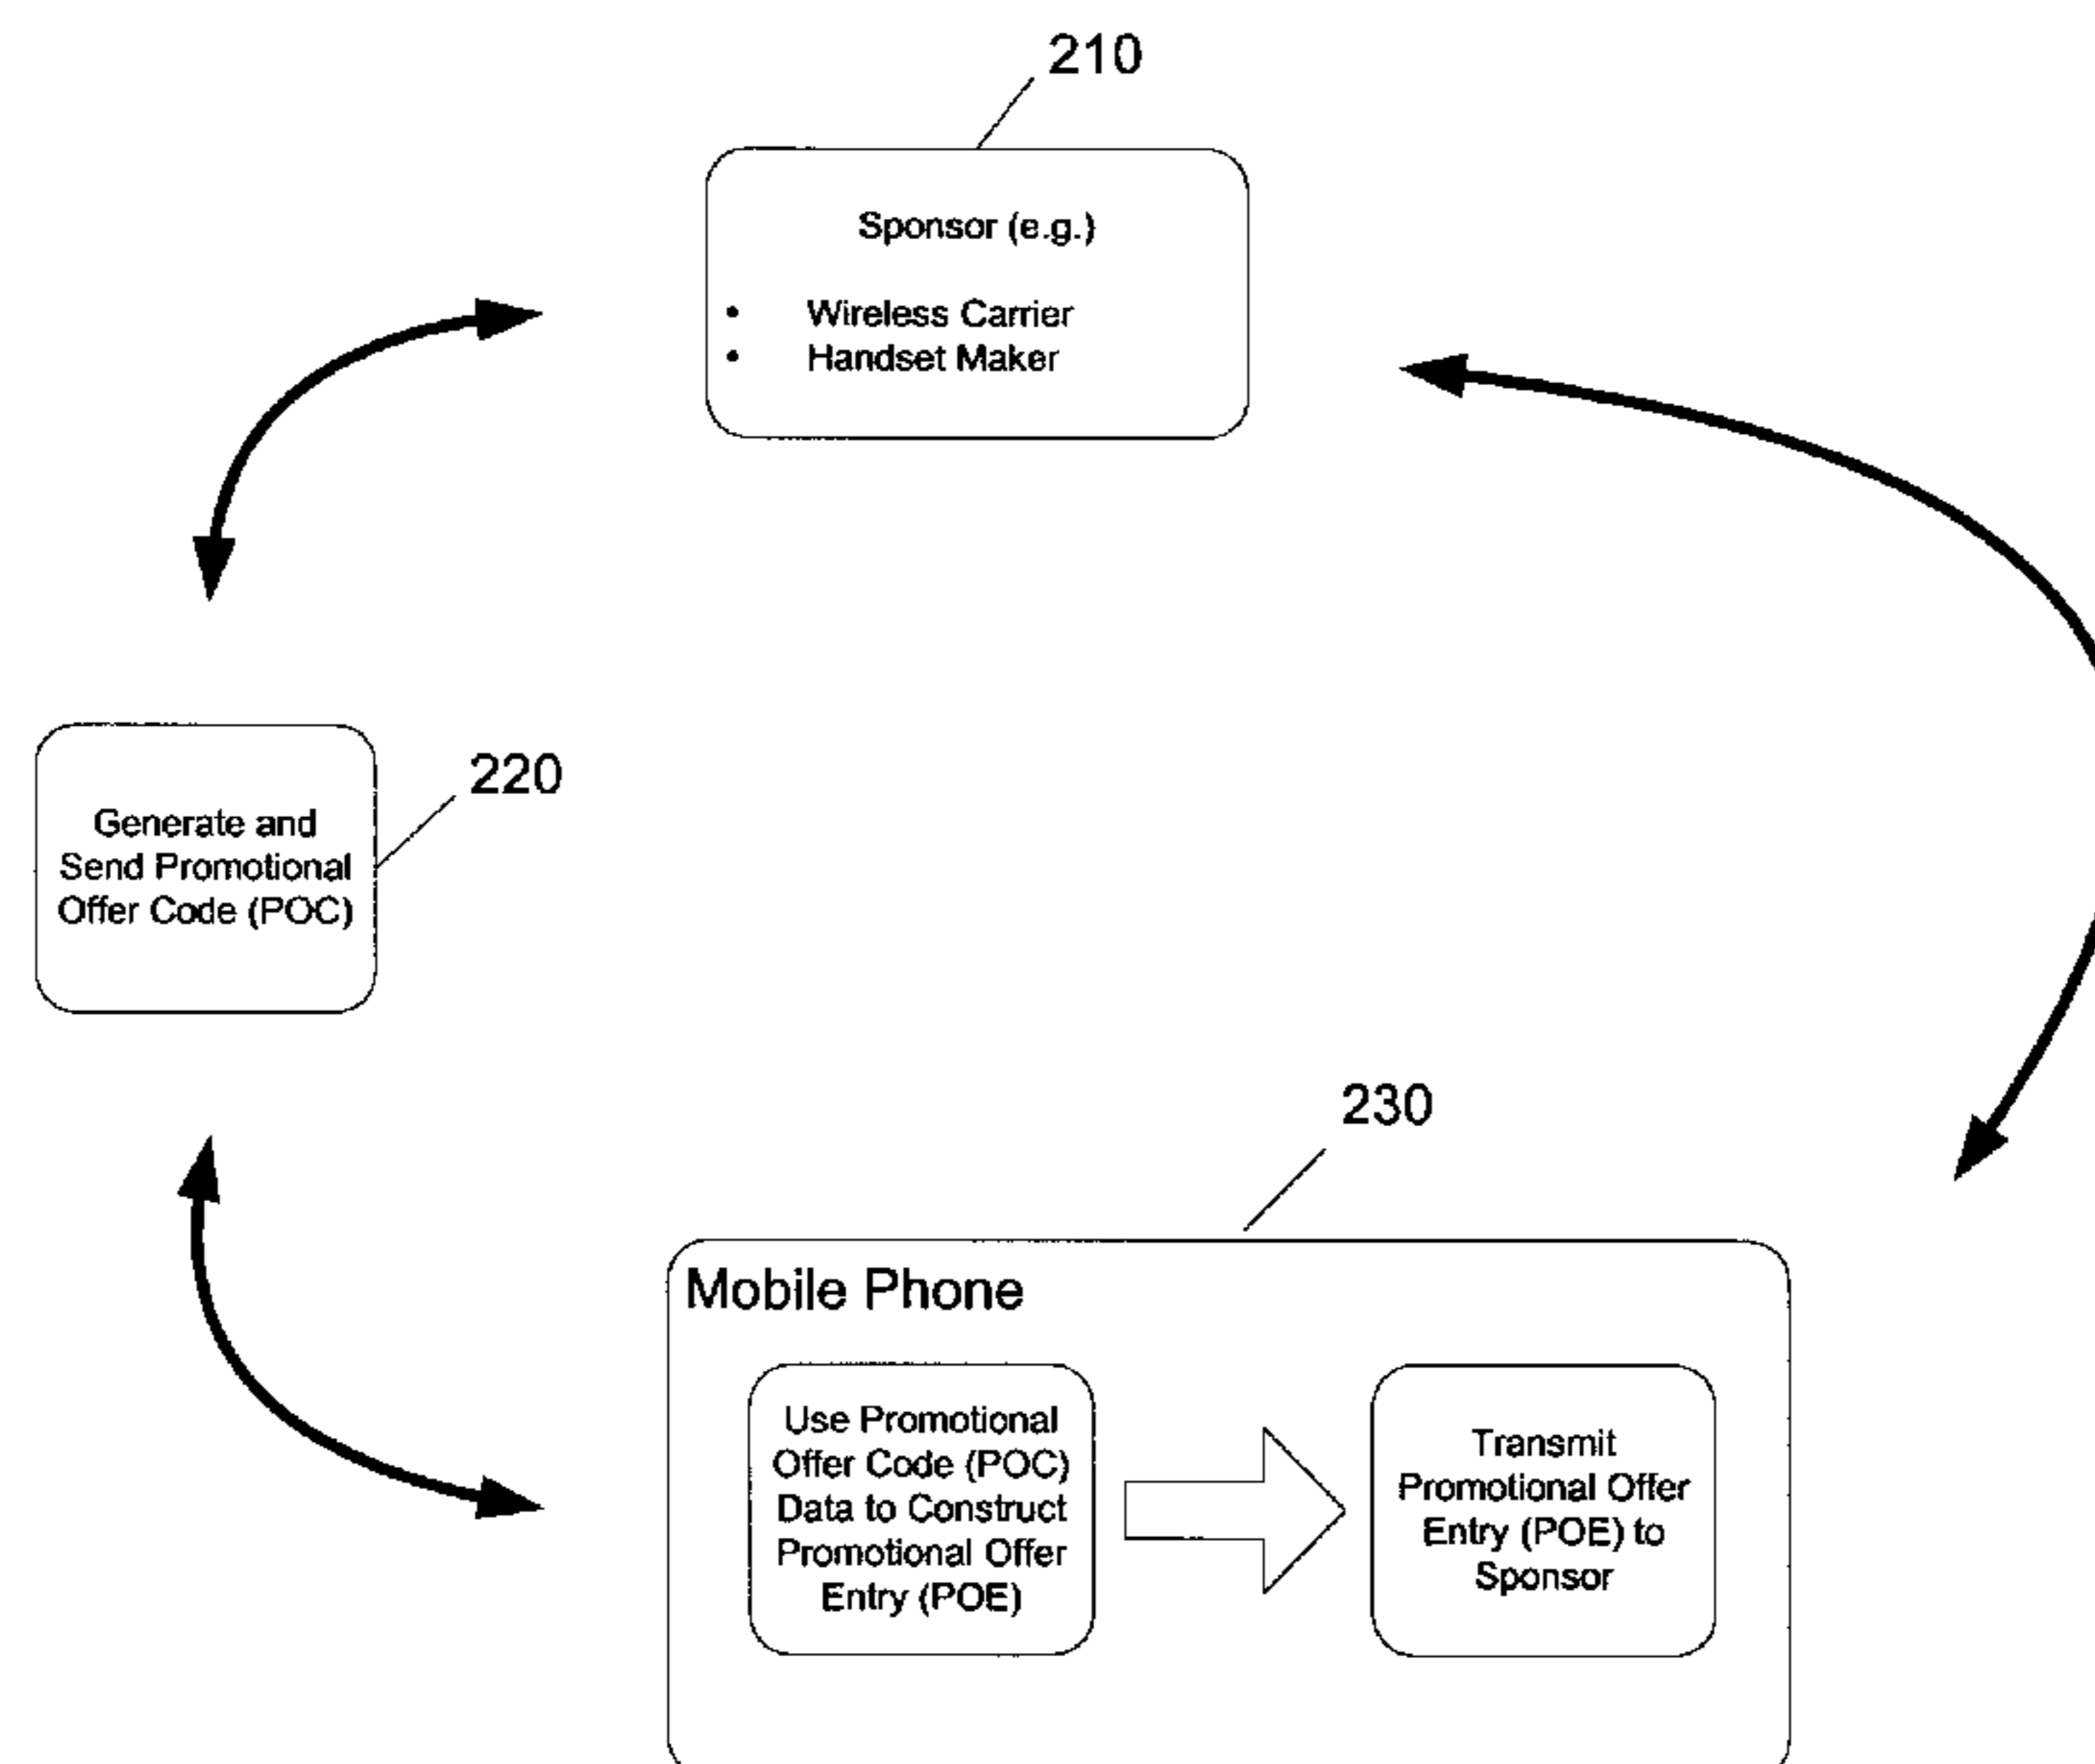 210
Sponsor (e.g.)
• Wireless Carrier
• Handset Maker
220
Generate and
Send Promotional
Offer Code (POC)
230
Mobile Phone
Use Promotional
Offer Code (POC)
Data to Construct
Promotional Offer
Entry (POE)
Transmit
Promotional Offer
Entry (POE) to
Sponsor